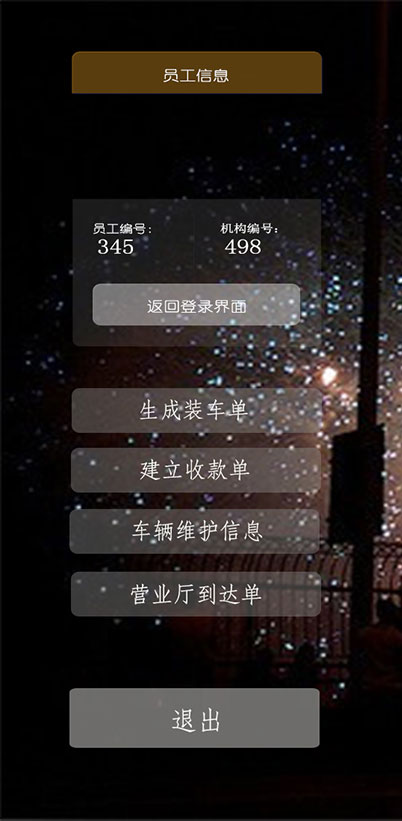 员工信息
员工编号: 机构编号:
345 498
返回登录界面
生成装车单
建立收款单
车辆维护信息
营业厅到达单
退出